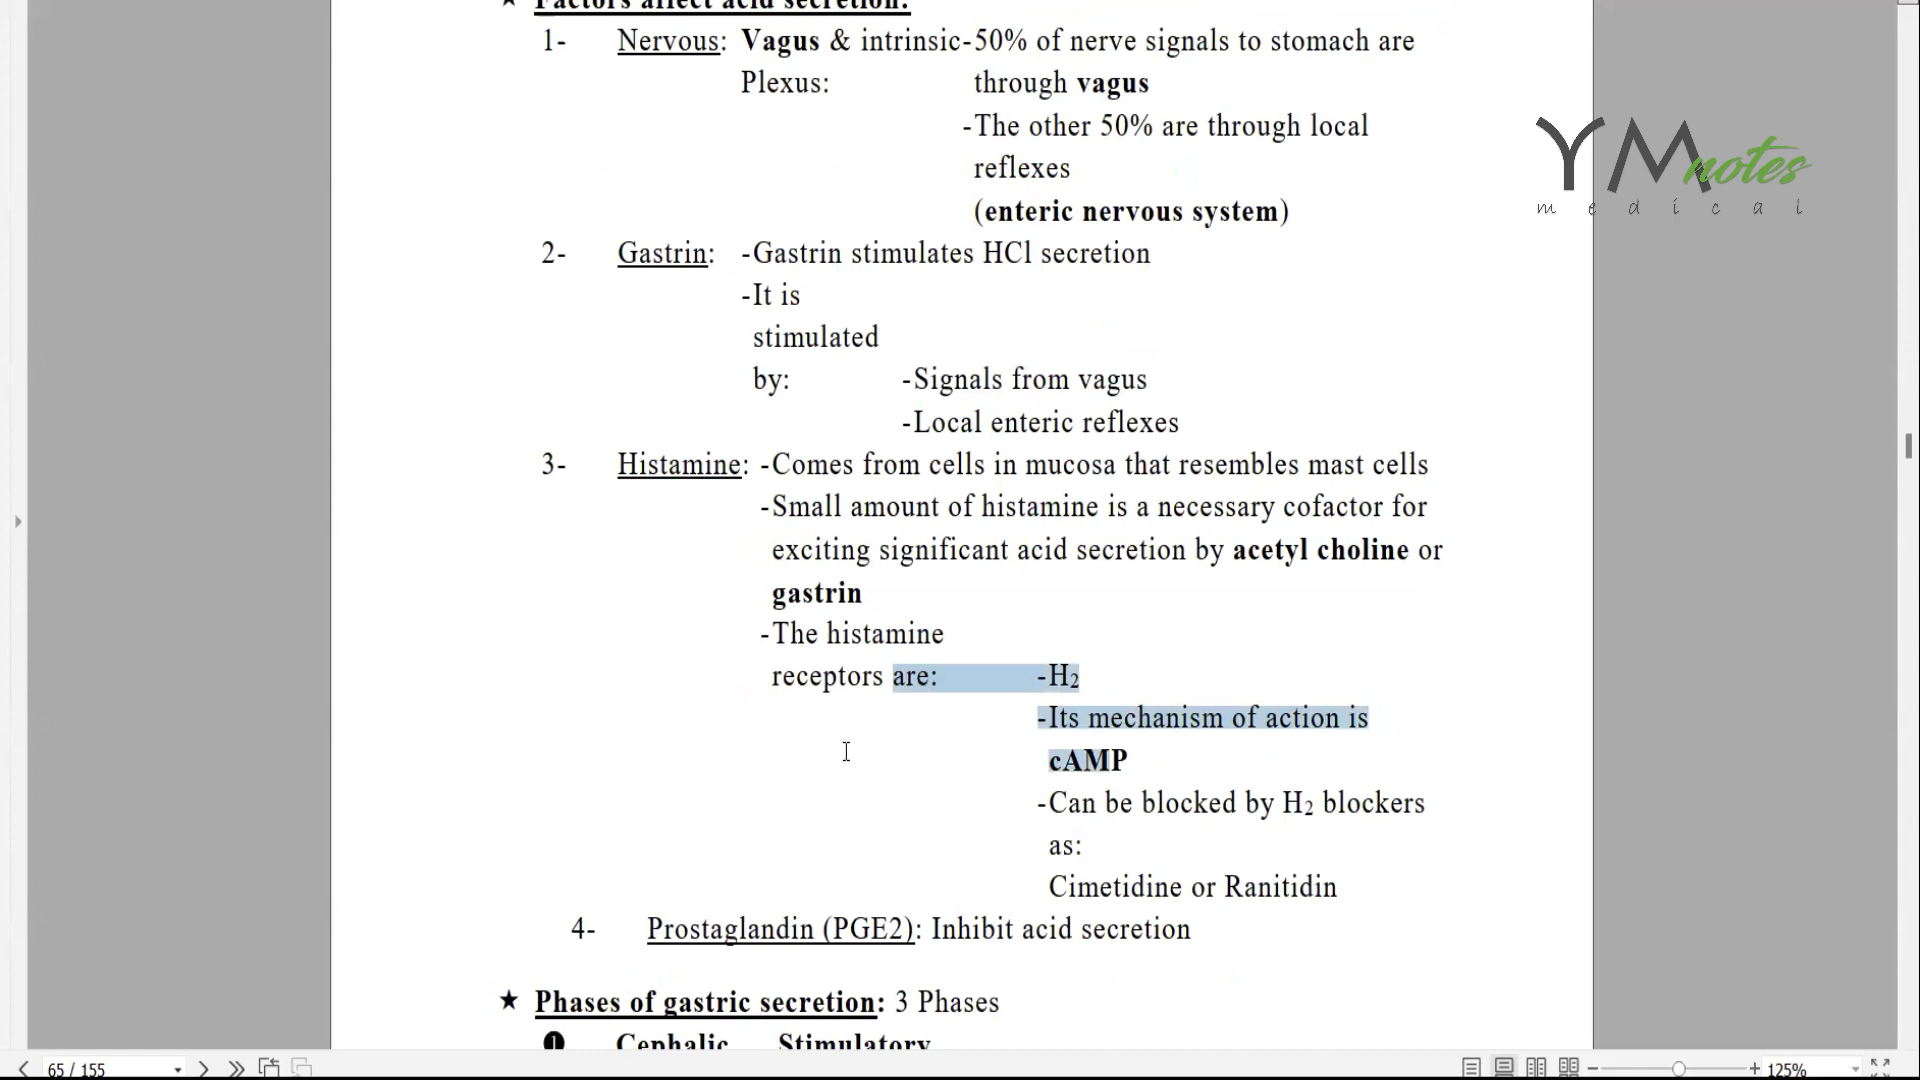 ★ Factors affect acid secretion:
1- Nervous: Vagus & intrinsic -50% of nerve signals to stomach are
Plexus: through vagus
-The other 50% are through local
reflexes
(enteric nervous system)
2- Gastrin: -Gastrin stimulates HCl secretion
-It is
stimulated
by: -Signals from vagus
-Local enteric reflexes
3- Histamine: -Comes from cells in mucosa that resembles mast cells
-Small amount of histamine is a necessary cofactor for
exciting significant acid secretion by acetyl choline or
gastrin
-The histamine
receptors are: -H2
-Its mechanism of action is
cAMP
-Can be blocked by H2 blockers
as:
Cimetidine or Ranitidin
4- Prostaglandin (PGE2): Inhibit acid secretion
★ Phases of gastric secretion: 3 Phases
❶ Cephalic Stimulatory
YM notes
medical
65 / 155
125%